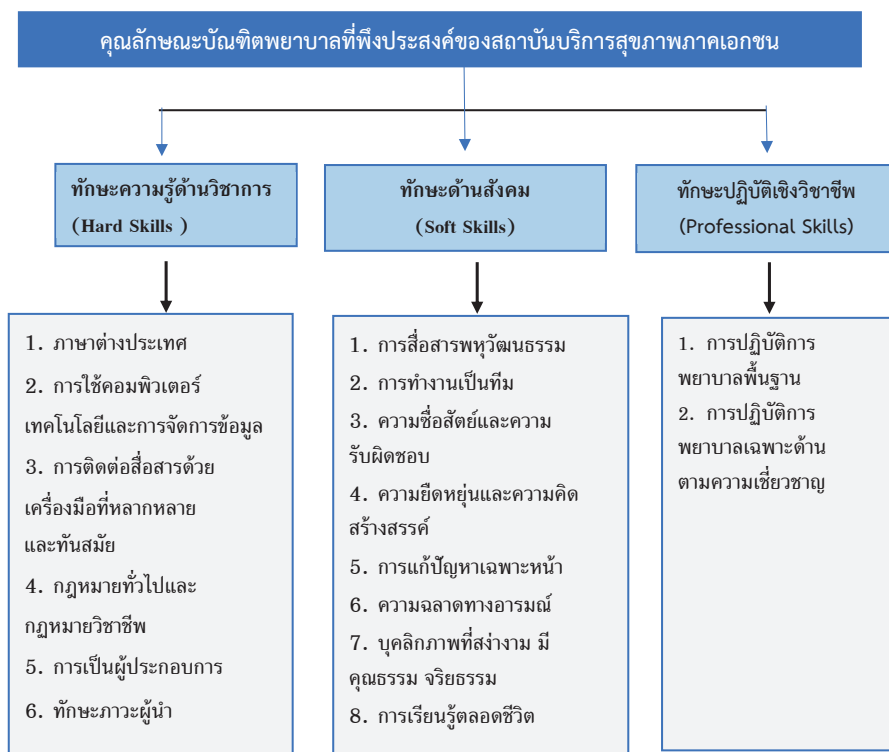 คุณลักษณะบัณฑิตพยาบาลที่พึงประสงค์ของสถาบันบริการสุขภาพภาคเอกชน
ทักษะความรู้ด้านวิชาการ
(Hard Skills )
ทักษะด้านสังคม
(Soft Skills)
ทักษะปฏิบัติเชิงวิชาชีพ
(Professional Skills)
1. ภาษาต่างประเทศ
2. การใช้คอมพิวเตอร์
เทคโนโลยีและการจัดการข้อมูล
3. การติดต่อสื่อสารด้วย
เครื่องมือที่หลากหลาย
และทันสมัย
4. กฎหมายทั่วไปและ
กฎหมายวิชาชีพ
5. การเป็นผู้ประกอบการ
6. ทักษะภาวะผู้นำ
1. การสื่อสารพหุวัฒนธรรม
2. การทำงานเป็นทีม
3. ความซื่อสัตย์และความ
รับผิดชอบ
4. ความยืดหยุ่นและความคิด
สร้างสรรค์
5. การแก้ปัญหาเฉพาะหน้า
6. ความฉลาดทางอารมณ์
7. บุคลิกภาพที่สง่างาม มี
คุณธรรม จริยธรรม
8. การเรียนรู้ตลอดชีวิต
1. การปฏิบัติการ
พยาบาลพื้นฐาน
2. การปฏิบัติการ
พยาบาลเฉพาะด้าน
ตามความเชี่ยวชาญ